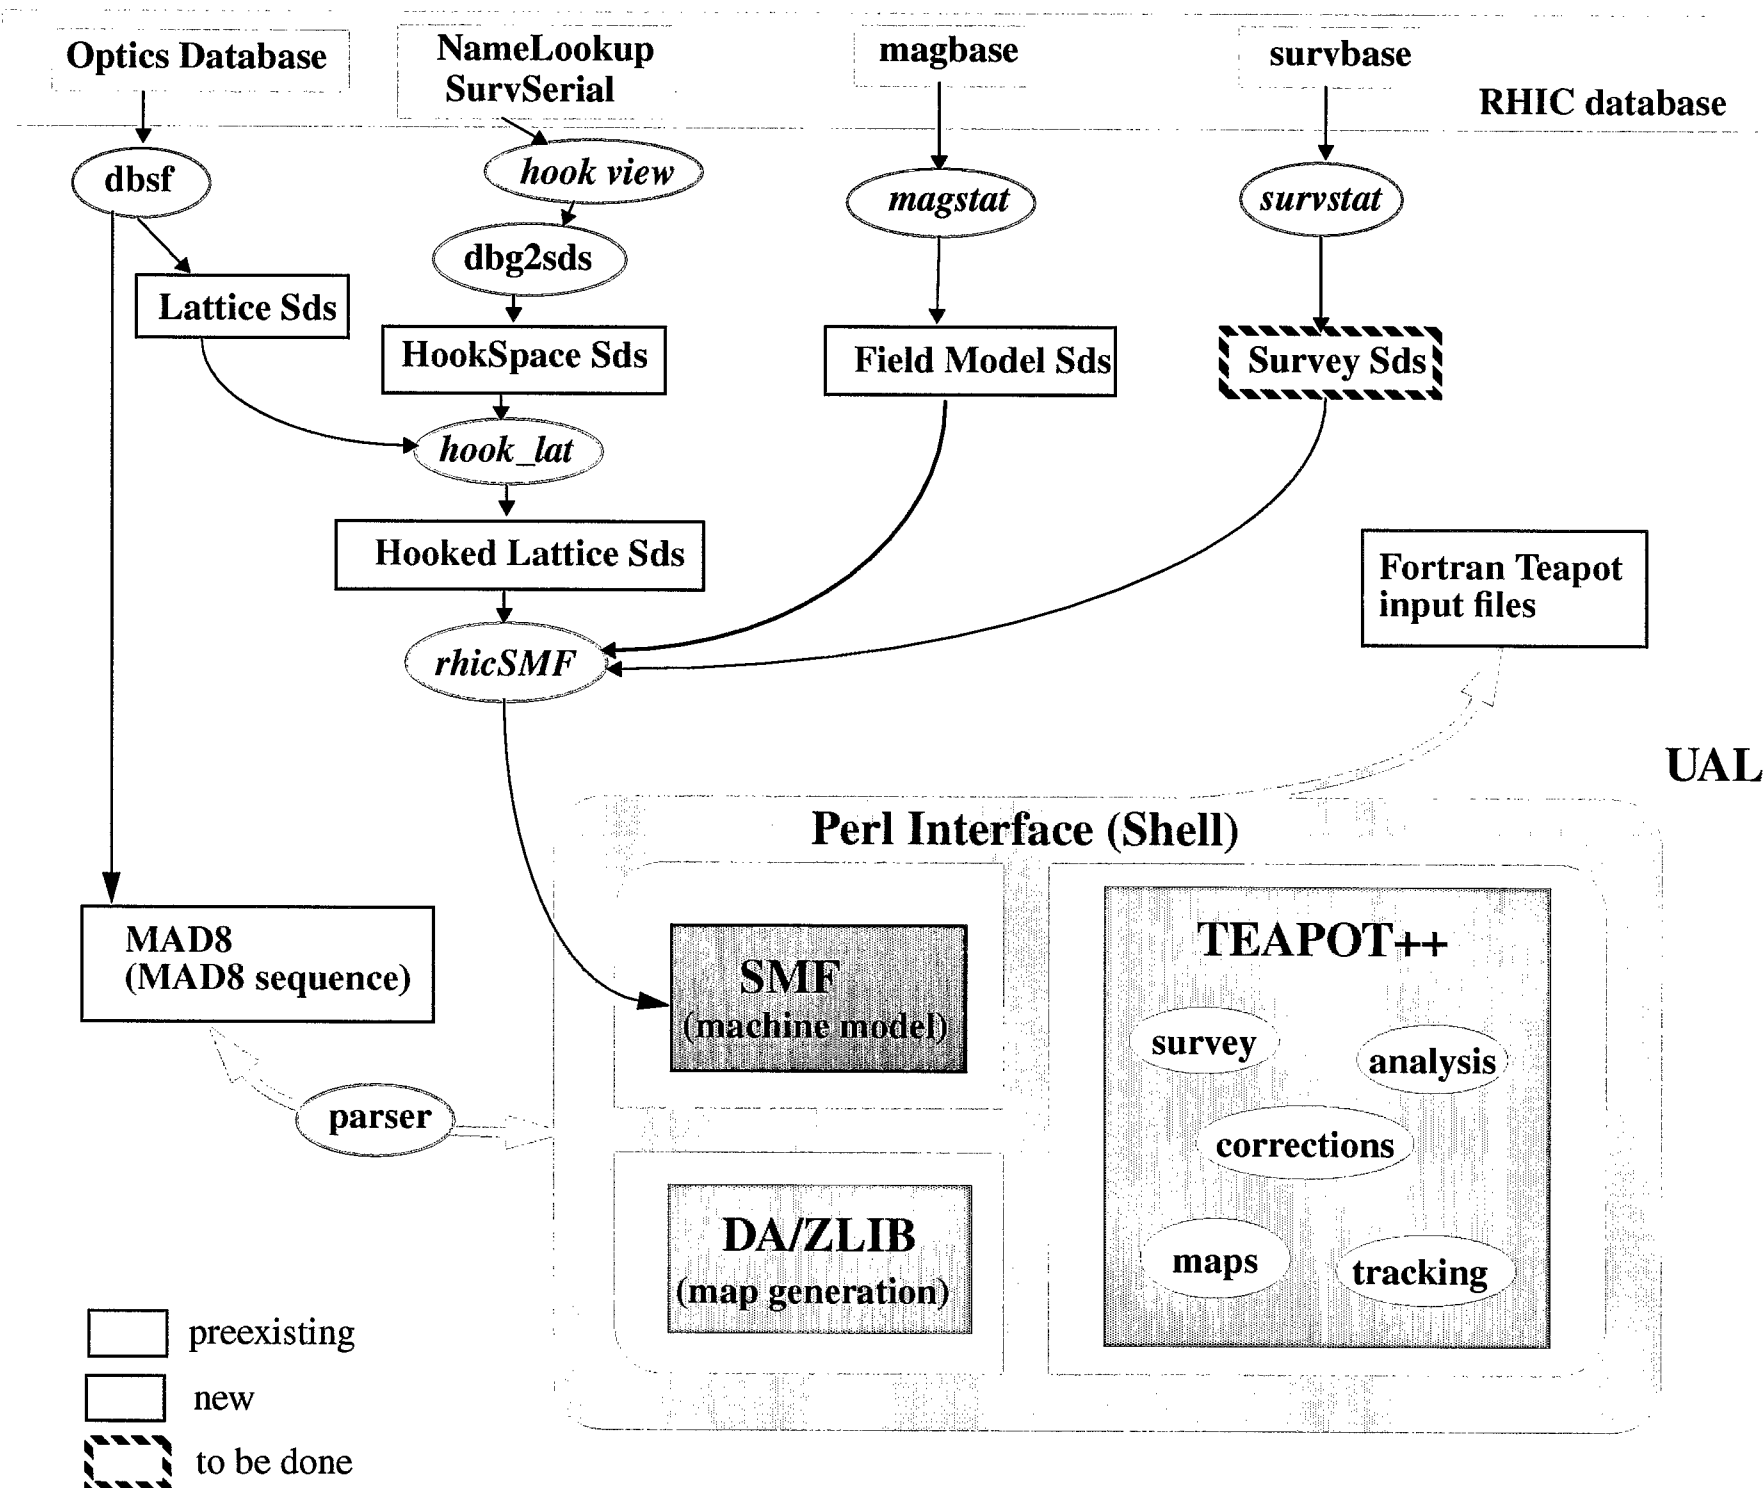 Optics Database
NameLookup
SurvSerial
magbase
survbase
RHIC database
dbsf
hook view
magstat
survstat
dbg2sds
Lattice Sds
HookSpace Sds
Field Model Sds
Survey Sds
hook_lat
Hooked Lattice Sds
Fortran Teapot
input files
rhicSMF
UAL
Perl Interface (Shell)
MAD8
(MAD8 sequence)
SMF
(machine model)
TEAPOT++
survey
analysis
parser
corrections
DA/ZLIB
(map generation)
maps
tracking
preexisting
new
to be done